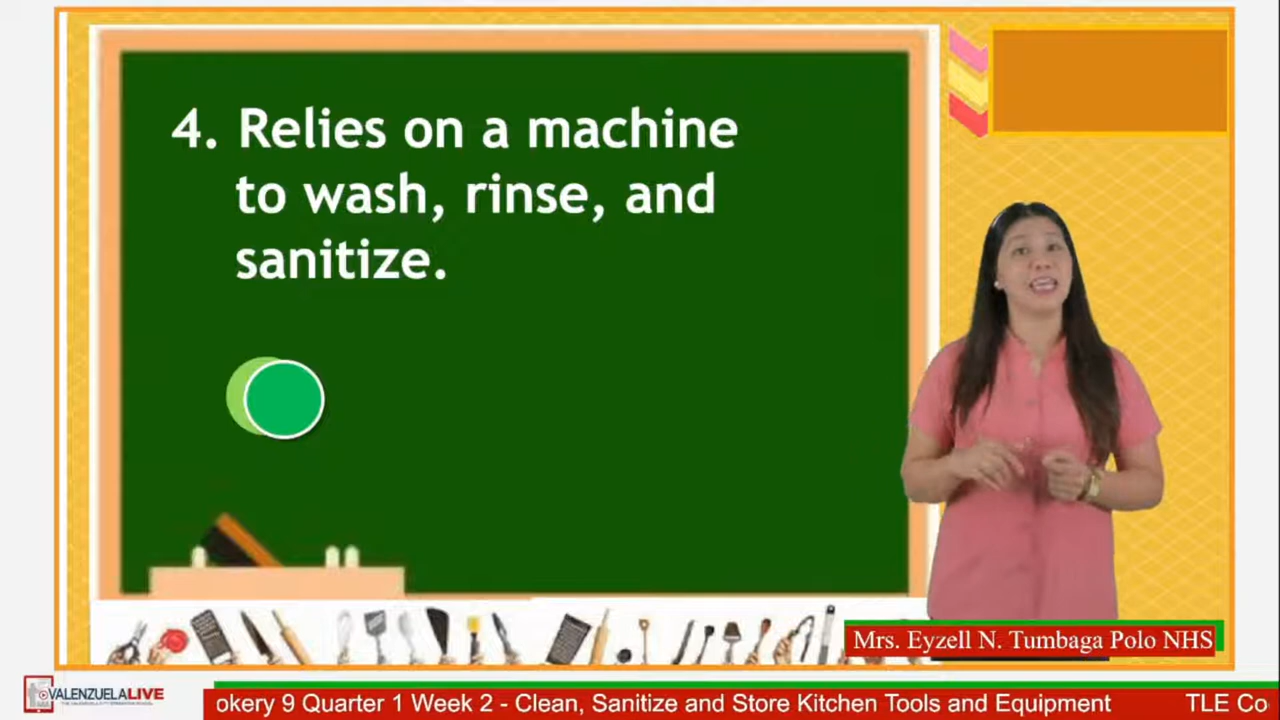 4. Relies on a machine
to wash, rinse, and
sanitize.
Mrs. Eyzell N. Tumbaga Polo NHS
VALENZUELALIVE
okery 9 Quarter 1 Week 2 - Clean, Sanitize and Store Kitchen Tools and Equipment TLE Co